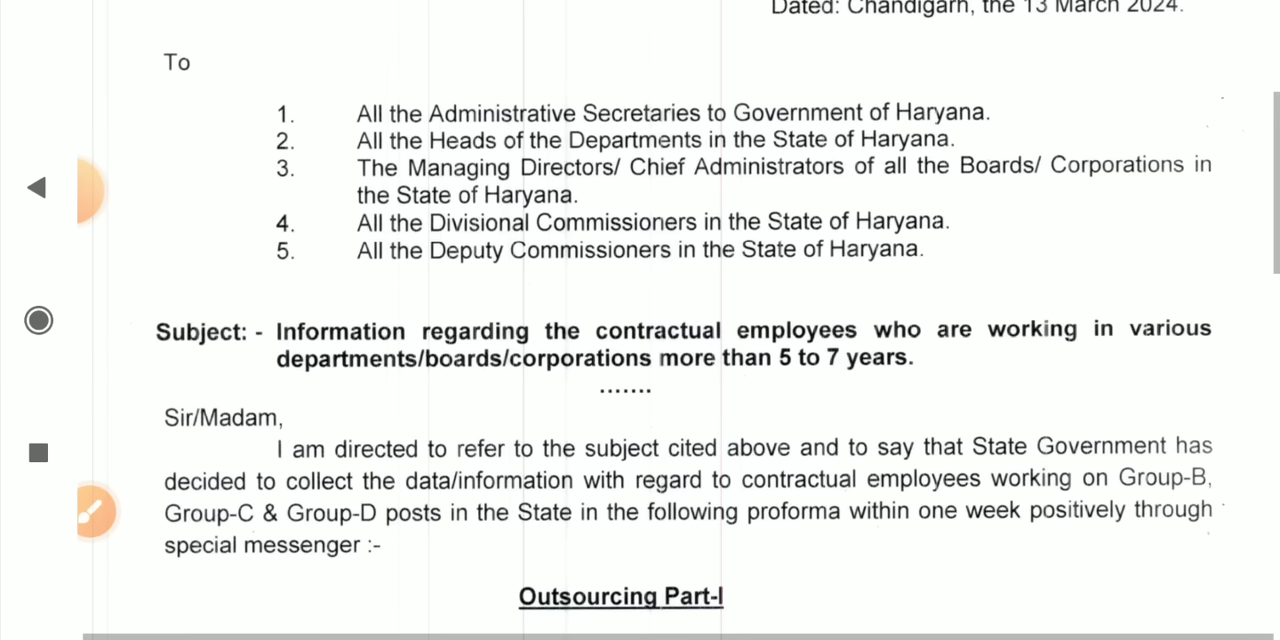 Dated: Chandigarh, the 13 March 2024.
To
1. All the Administrative Secretaries to Government of Haryana.
2. All the Heads of the Departments in the State of Haryana.
3. The Managing Directors/ Chief Administrators of all the Boards/ Corporations in
the State of Haryana.
4. All the Divisional Commissioners in the State of Haryana.
5. All the Deputy Commissioners in the State of Haryana.
Subject: - Information regarding the contractual employees who are working in various
departments/boards/corporations more than 5 to 7 years.
.......
Sir/Madam,
I am directed to refer to the subject cited above and to say that State Government has
decided to collect the data/information with regard to contractual employees working on Group-B,
Group-C & Group-D posts in the State in the following proforma within one week positively through
special messenger :-
Outsourcing Part-I